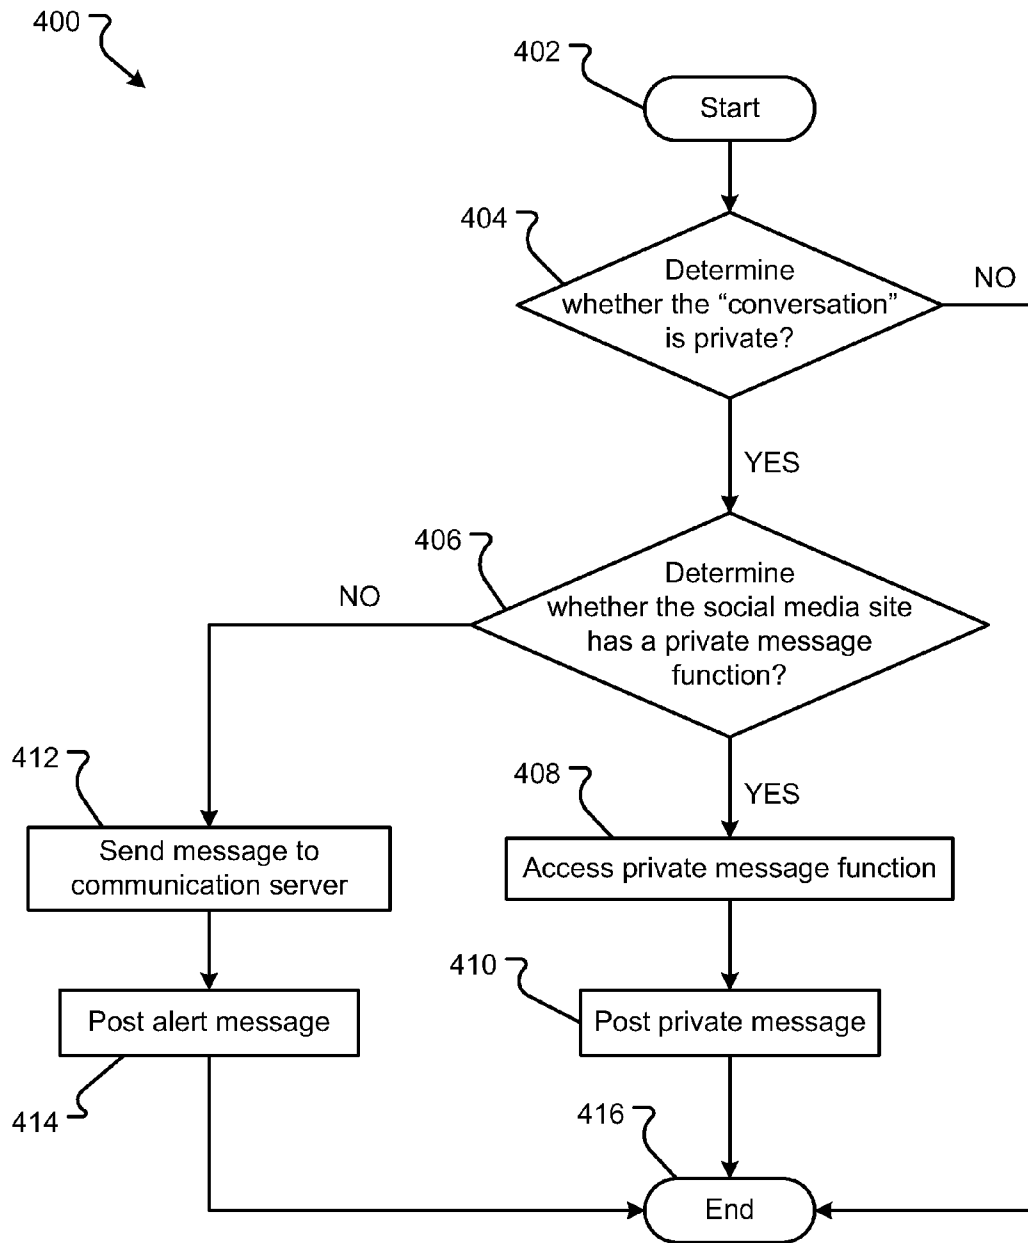 400
402
Start
404
Determine
whether the “conversation”
is private?
NO
YES
406
Determine
whether the social media site
has a private message
function?
NO
YES
412
Send message to
communication server
408
Access private message function
410
Post alert message
Post private message
414
416
End